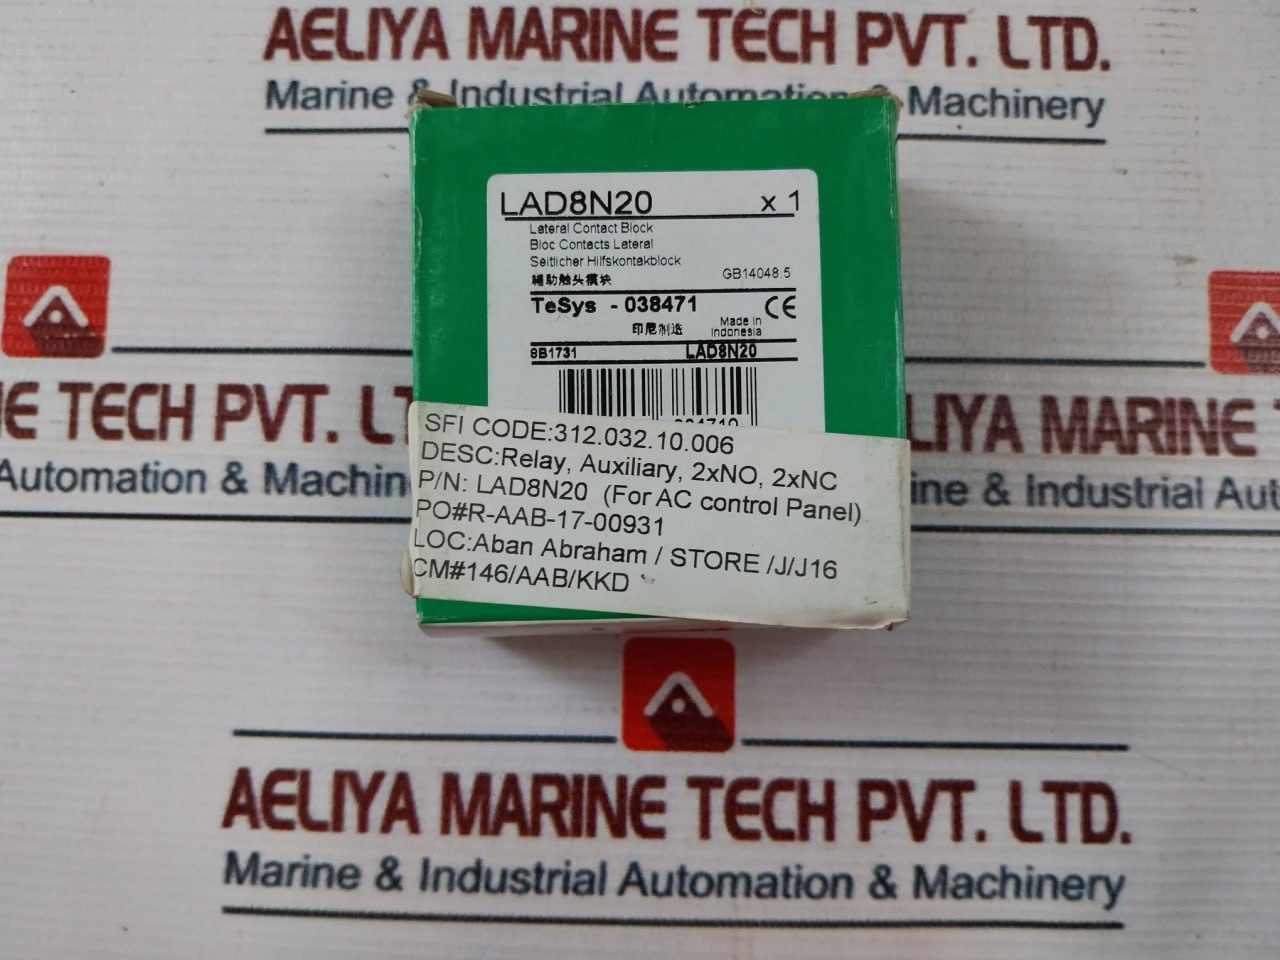 AELIYA MARINE TECH PVT. LTD.
Marine & Industrial Automation & Machinery
LAD8N20 x 1
Lateral Contact Block
Bloc Contacts Lateral
Seitlicher Hilfskontakblock
辅助触头模块 GB14048.5
TeSys - 038471 CE
印尼制造 Made in Indonesia
8B1731 LAD8N20
SFI CODE:312.032.10.006
DESC:Relay, Auxiliary, 2xNO, 2xNC
P/N: LAD8N20 (For AC control Panel)
PO#R-AAB-17-00931
LOC:Aban Abraham / STORE /J/J16
CM#146/AAB/KKD
NE TECH PVT. LT
Automation & Machin
LIYA MARINE
ine & Industrial Aut
AELIYA MARINE TECH PVT. LTD.
Marine & Industrial Automation & Machinery